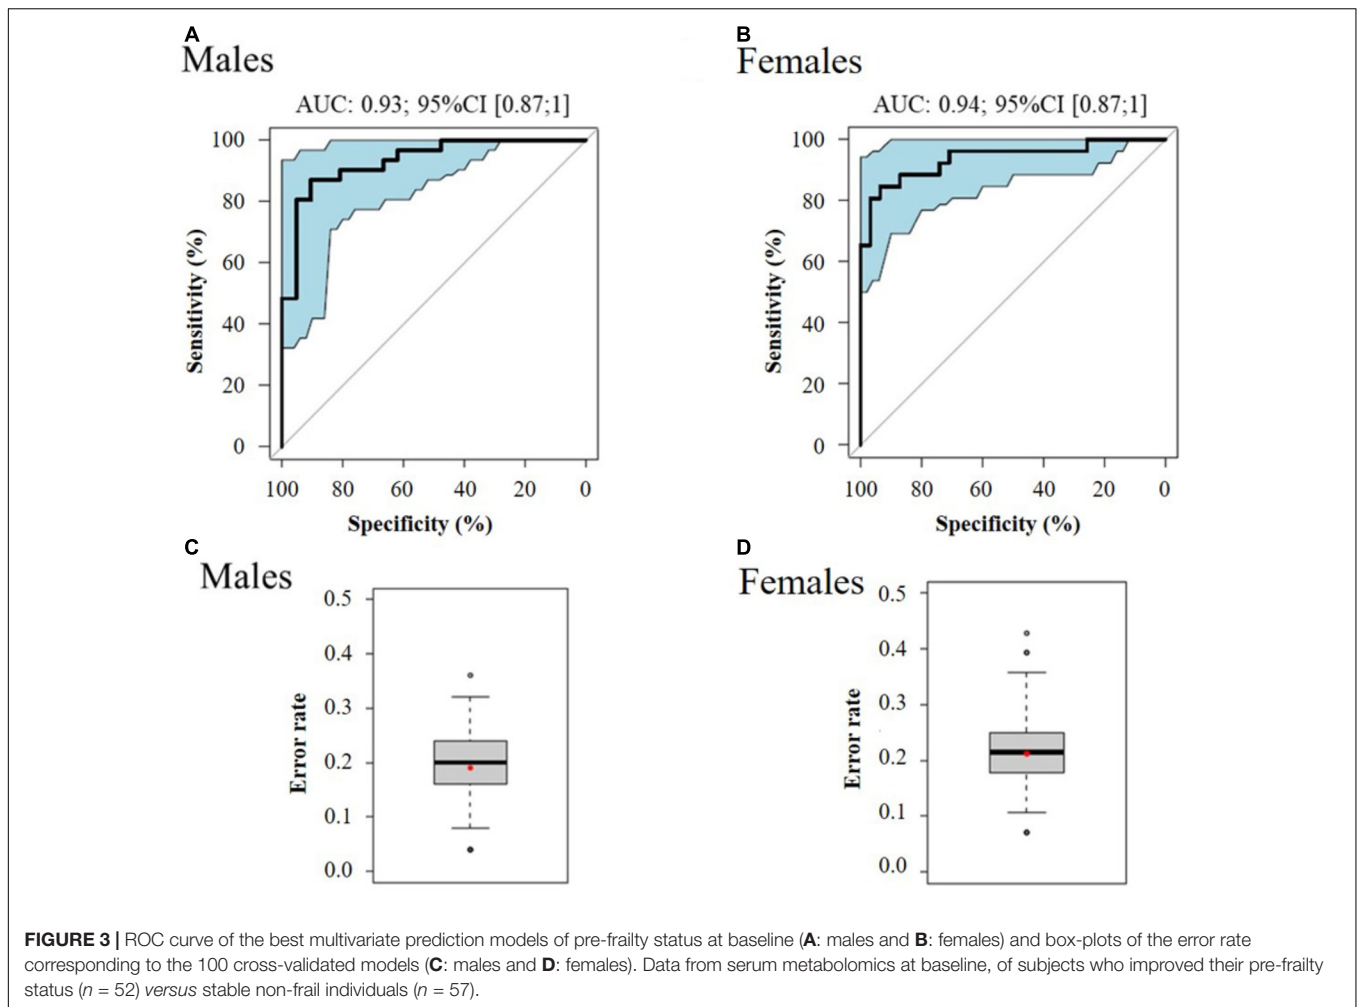 A
Males
AUC: 0.93; 95%CI [0.87;1]
100
80
60
40
20
0
Sensitivity (%)
100 80 60 40 20 0
Specificity (%)
B
Females
AUC: 0.94; 95%CI [0.87;1]
100
80
60
40
20
0
Sensitivity (%)
100 80 60 40 20 0
Specificity (%)
C
Males
0.5
0.4
0.3
0.2
0.1
0.0
Error rate
D
Females
0.5
0.4
0.3
0.2
0.1
0.0
Error rate
FIGURE 3 | ROC curve of the best multivariate prediction models of pre-frailty status at baseline (A: males and B: females) and box-plots of the error rate
corresponding to the 100 cross-validated models (C: males and D: females). Data from serum metabolomics at baseline, of subjects who improved their pre-frailty
status (n = 52) versus stable non-frail individuals (n = 57).